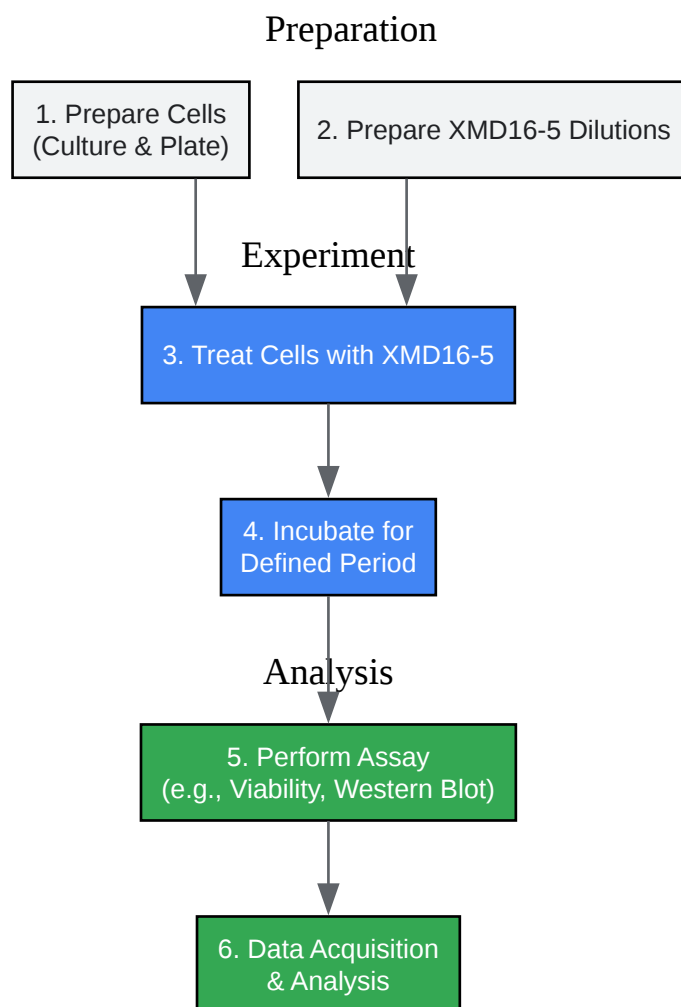 Preparation
1. Prepare Cells
(Culture & Plate)
2. Prepare XMD16-5 Dilutions
Experiment
3. Treat Cells with XMD16-5
4. Incubate for
Defined Period
Analysis
5. Perform Assay
(e.g., Viability, Western Blot)
6. Data Acquisition
& Analysis